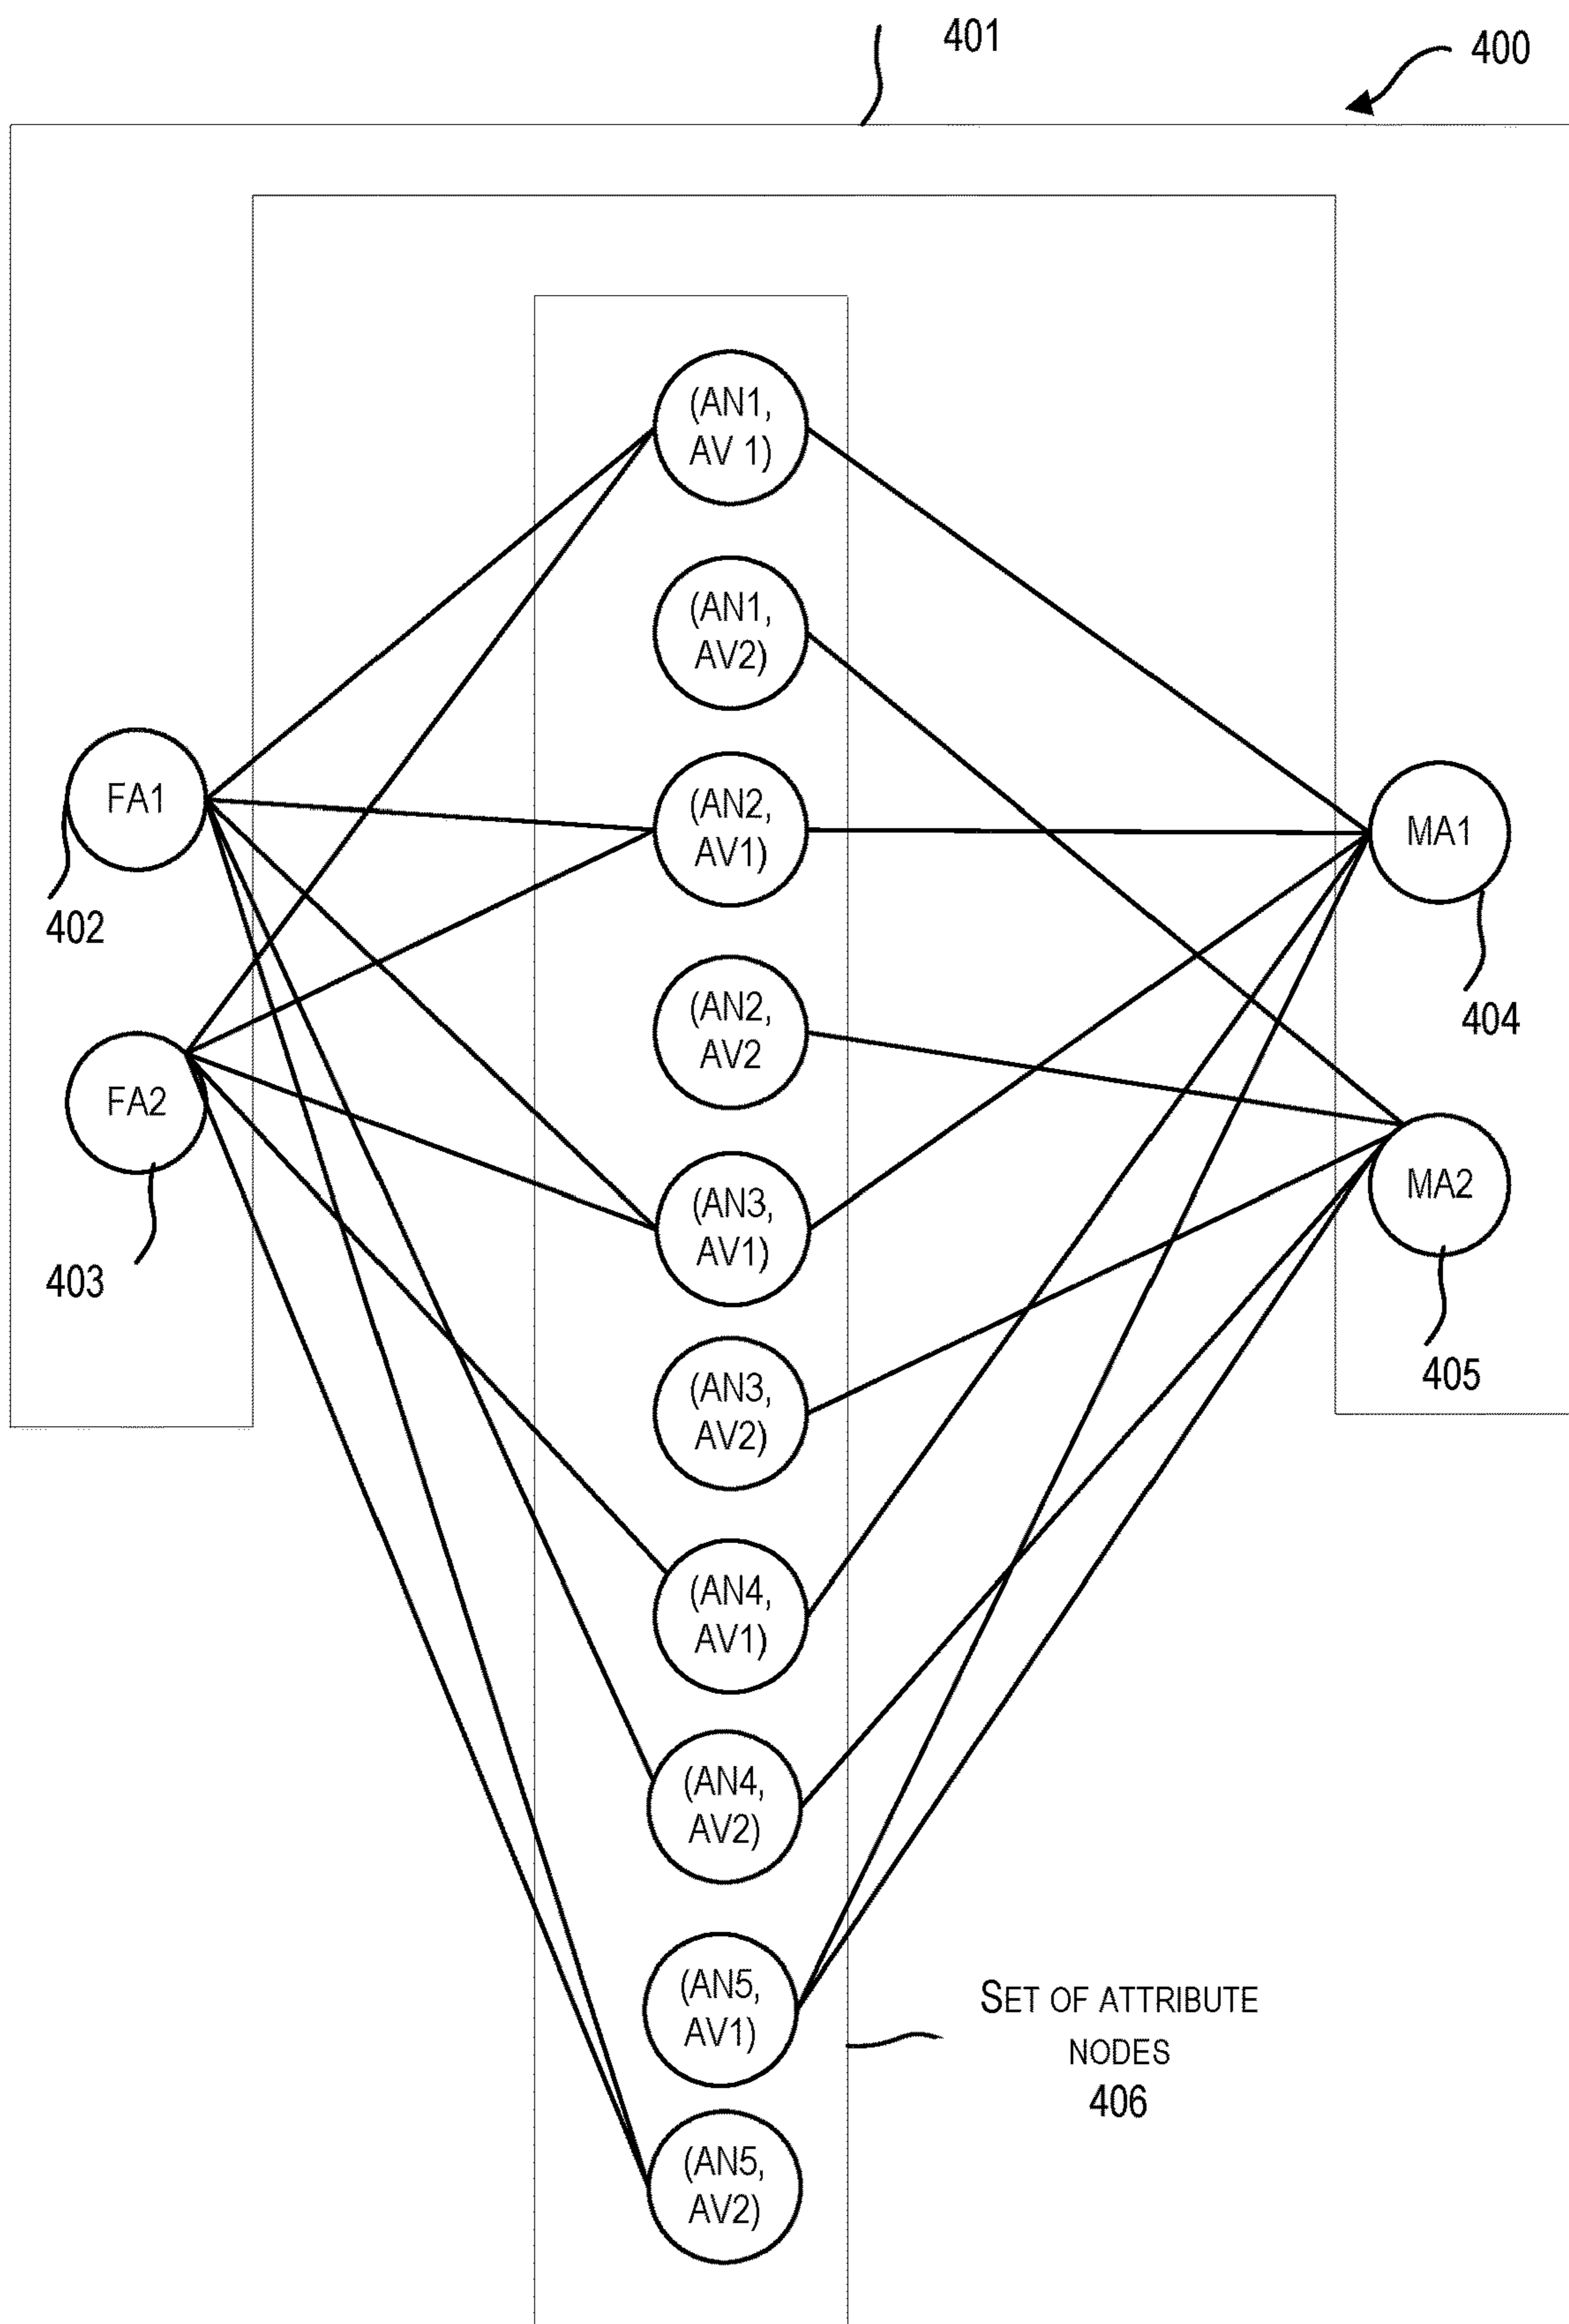 401
400
(AN1,
AV 1)
(AN1,
AV2)
FA1
(AN2,
AV1)
MA1
402
(AN2,
AV2
404
FA2
MA2
(AN3,
AV1)
403
405
(AN3,
AV2)
(AN4,
AV1)
(AN4,
AV2)
(AN5,
AV1)
SET OF ATTRIBUTE
NODES
406
(AN5,
AV2)